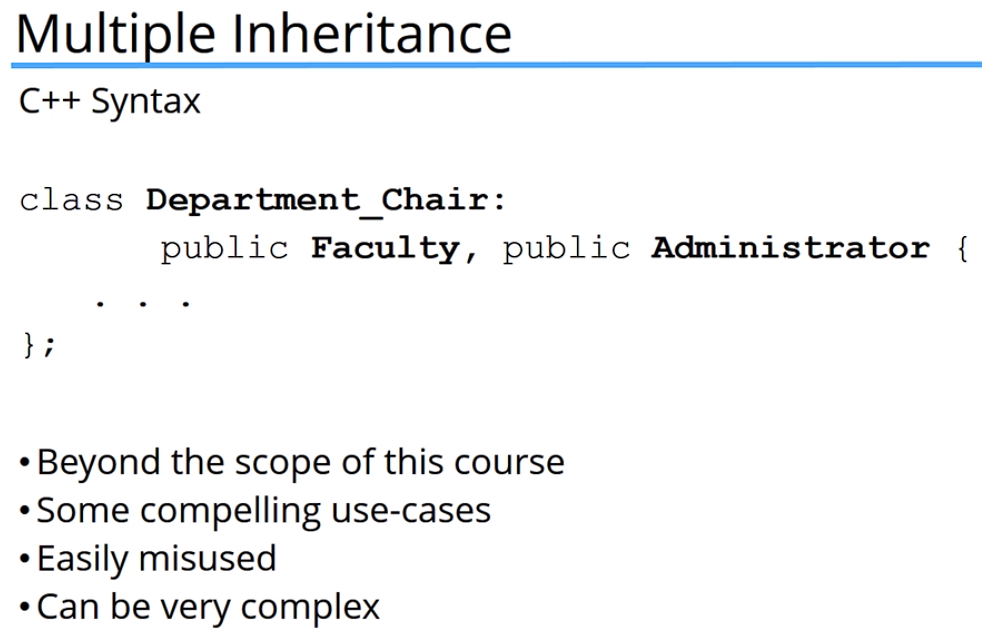 Multiple Inheritance
C++ Syntax
class Department_Chair:
public Faculty, public Administrator {
. . .
};
•Beyond the scope of this course
•Some compelling use-cases
•Easily misused
•Can be very complex